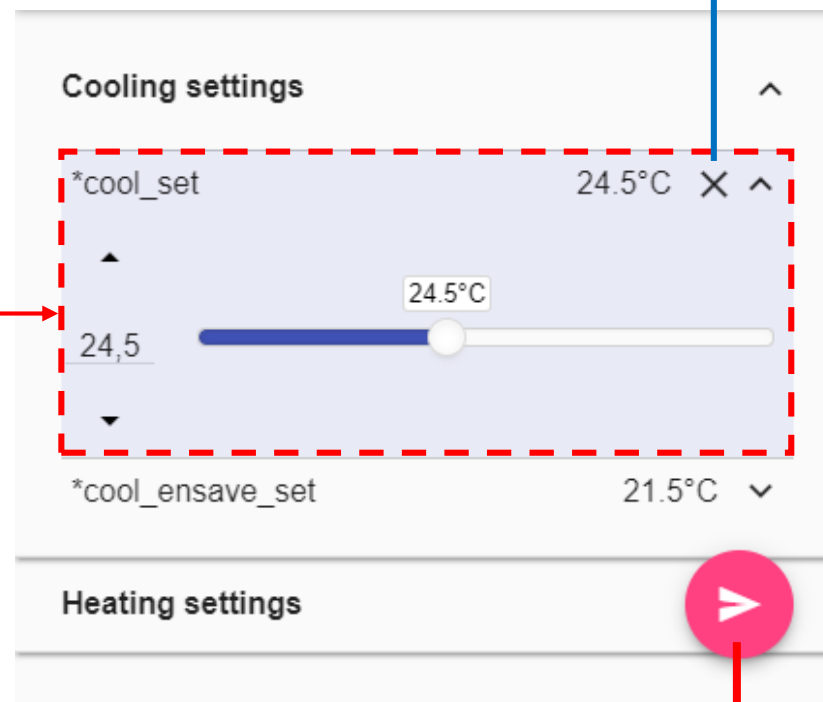 Cooling settings
*cool_set 24.5°C
24.5°C
24,5
*cool_ensave_set 21.5°C
Heating settings